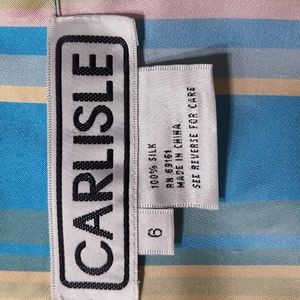 CARLISLE
100% SILK
RN 69161
MADE IN CHINA
SEE REVERSE FOR CARE
6